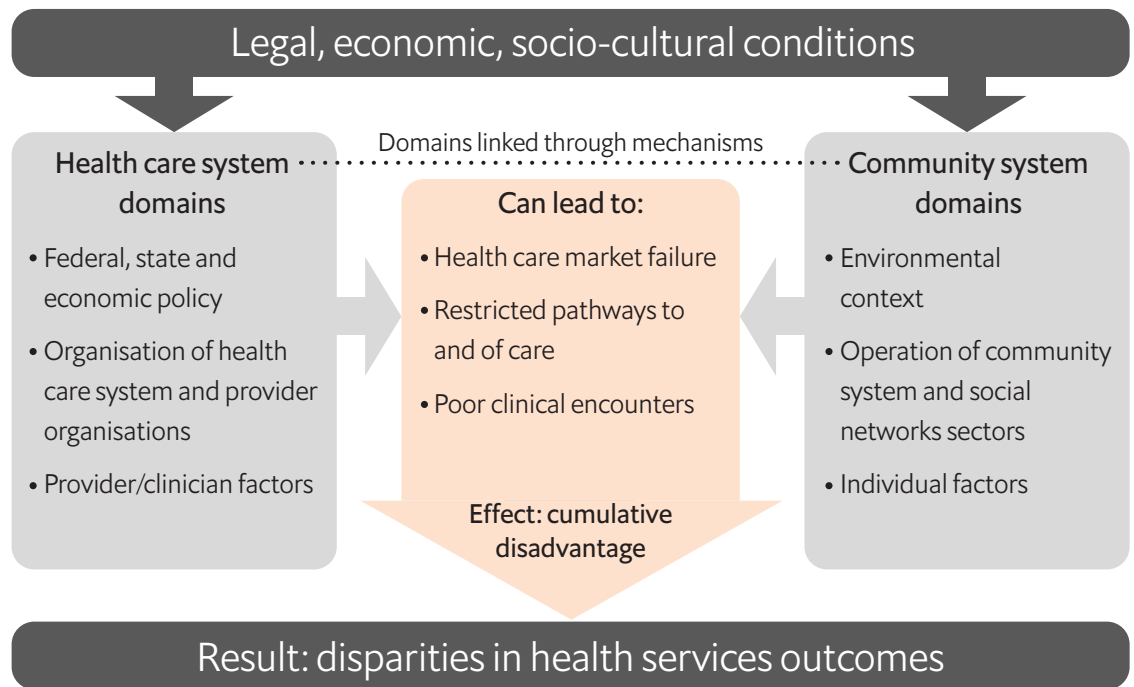 Legal, economic, socio-cultural conditions
Domains linked through mechanisms
Health care system
domains
• Federal, state and
economic policy
• Organisation of health
care system and provider
organisations
• Provider/clinician factors
Can lead to:
• Health care market failure
• Restricted pathways to
and of care
• Poor clinical encounters
Effect: cumulative
disadvantage
Community system
domains
• Environmental
context
• Operation of community
system and social
networks sectors
• Individual factors
Result: disparities in health services outcomes